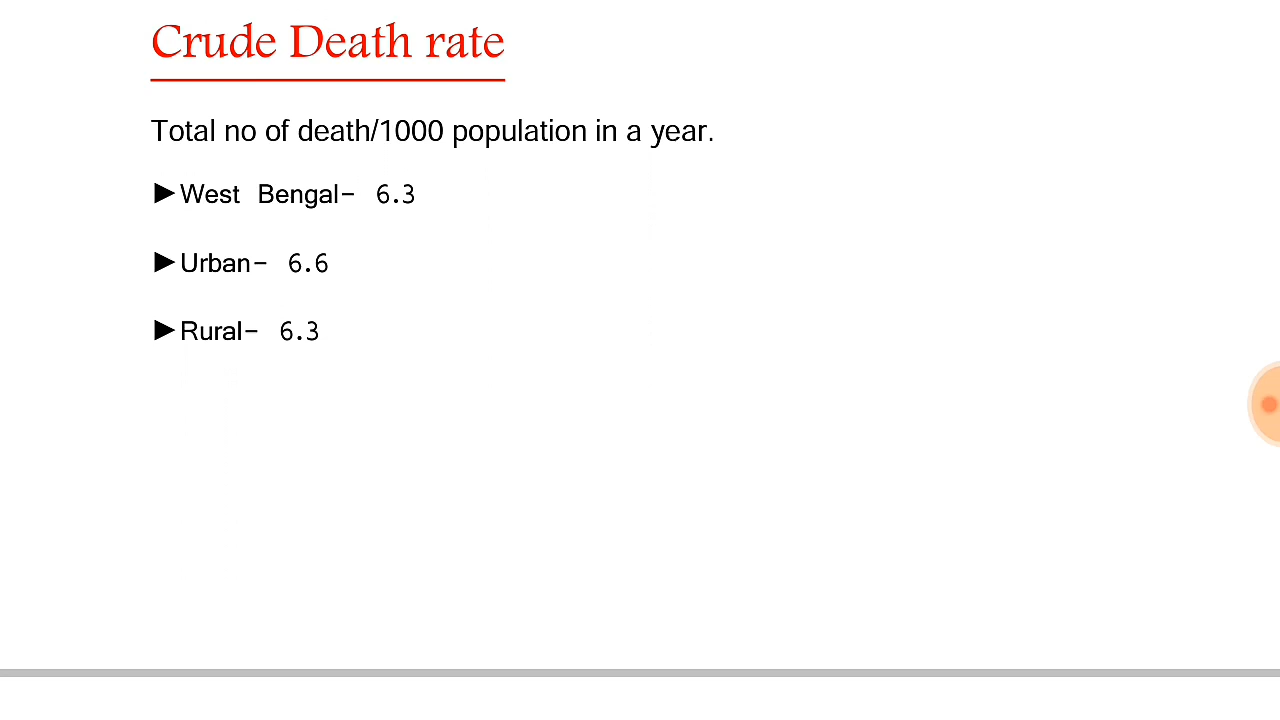 Crude Death rate
Total no of death/1000 population in a year.
►West Bengal- 6.3
►Urban- 6.6
►Rural- 6.3